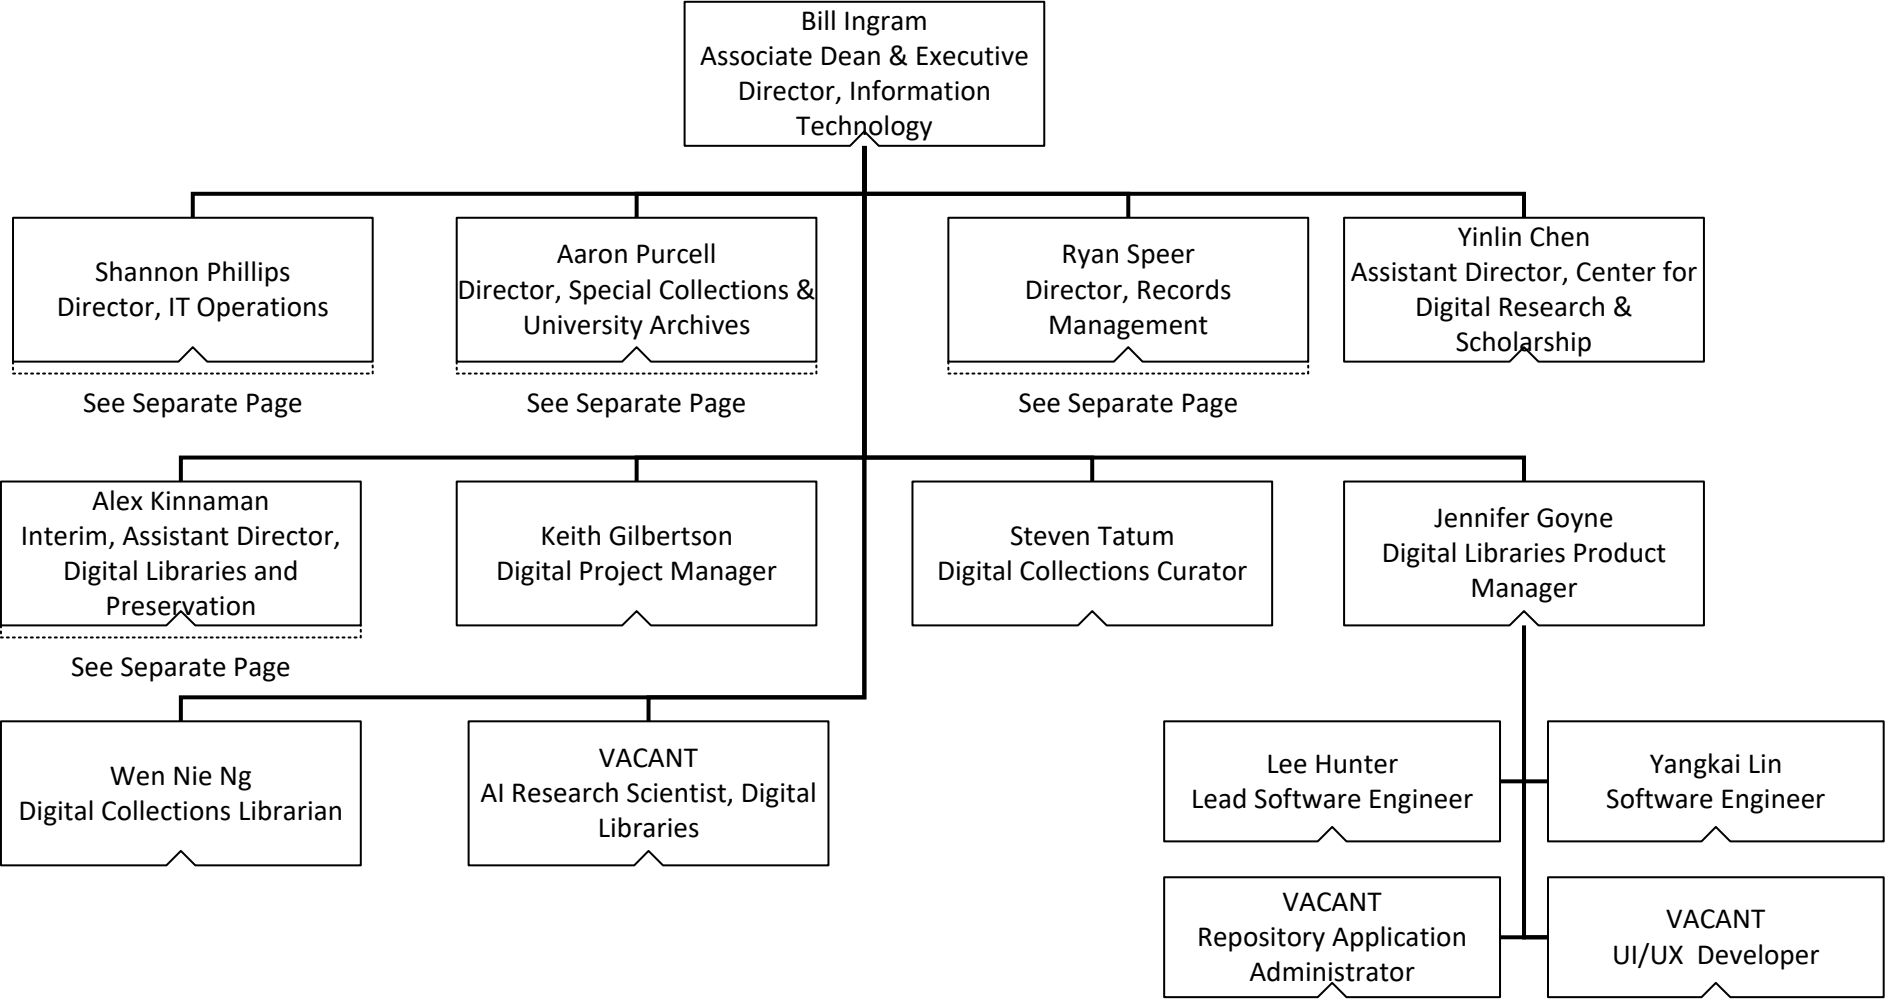 Bill Ingram
Associate Dean & Executive
Director, Information
Technology
Shannon Phillips
Director, IT Operations
See Separate Page
Aaron Purcell
Director, Special Collections &
University Archives
See Separate Page
Ryan Speer
Director, Records
Management
See Separate Page
Yinlin Chen
Assistant Director, Center for
Digital Research &
Scholarship
Alex Kinnaman
Interim, Assistant Director,
Digital Libraries and
Preservation
See Separate Page
Keith Gilbertson
Digital Project Manager
Steven Tatum
Digital Collections Curator
Jennifer Goyne
Digital Libraries Product
Manager
Wen Nie Ng
Digital Collections Librarian
VACANT
AI Research Scientist, Digital
Libraries
Lee Hunter
Lead Software Engineer
Yangkai Lin
Software Engineer
VACANT
Repository Application
Administrator
VACANT
UI/UX  Developer